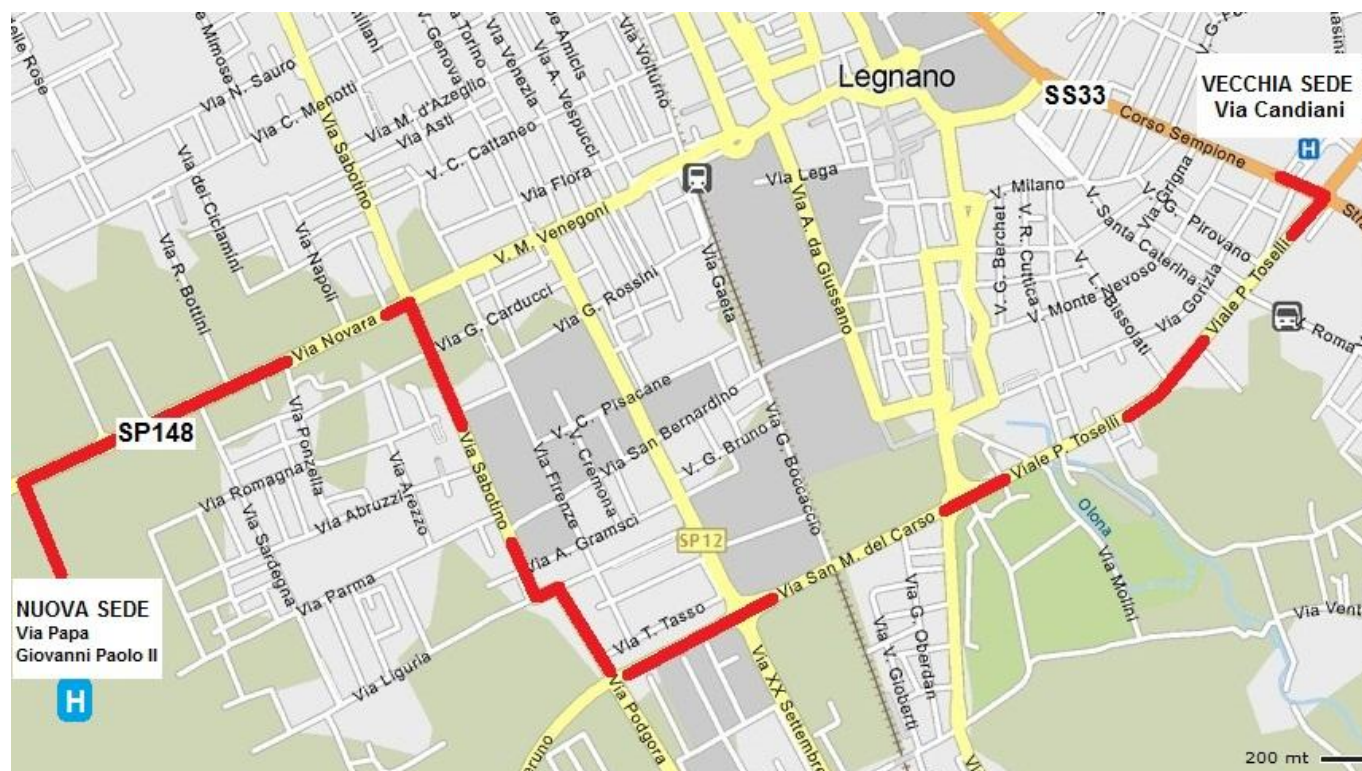 Legnano
SS33
VECCHIA SEDE
Via Candiani
H
Corso Sempione
Via N. Sauro
Via C. Menotti
Via M. d'Azeglio
Via Asti
V. C. Cattaneo
V. Genova
Via Venezia
Via A. Vespucci
Via Volturno
Via Sabotino
Via dei Ciclamini
Via R. Bottini
Via Napoli
Via Flora
V. M. Venegoni
Via Lega
Via A. da Giussano
V. Milano
V. G. Berchet
V. R. Cuttica
V. Santa Caterina
Via Grigna
V. G. Pirovano
V. L. Bissolati
Via Gorizia
V. Monte Nevoso
Viale P. Toselli
V. Roma
Via Novara
Via G. Carducci
Via G. Rossini
Via Gaeta
SP148
Via Ponzella
Via Romagna
Via Abruzzi
Via Arezzo
Via Sardegna
Via Parma
Via Liguria
Via Sabotino
V. C. Pisacane
V. Cremona
Via Firenze
Via San Bernardino
V. G. Bruno
Via G. Boccaccio
Via A. Gramsci
SP12
Via San M. del Carso
Viale P. Toselli
Olona
Via Molini
Via T. Tasso
Via Podgora
Via XX Settembre
Via G. Oberdan
Via V. Gioberti
NUOVA SEDE
Via Papa
Giovanni Paolo II
H
200 mt